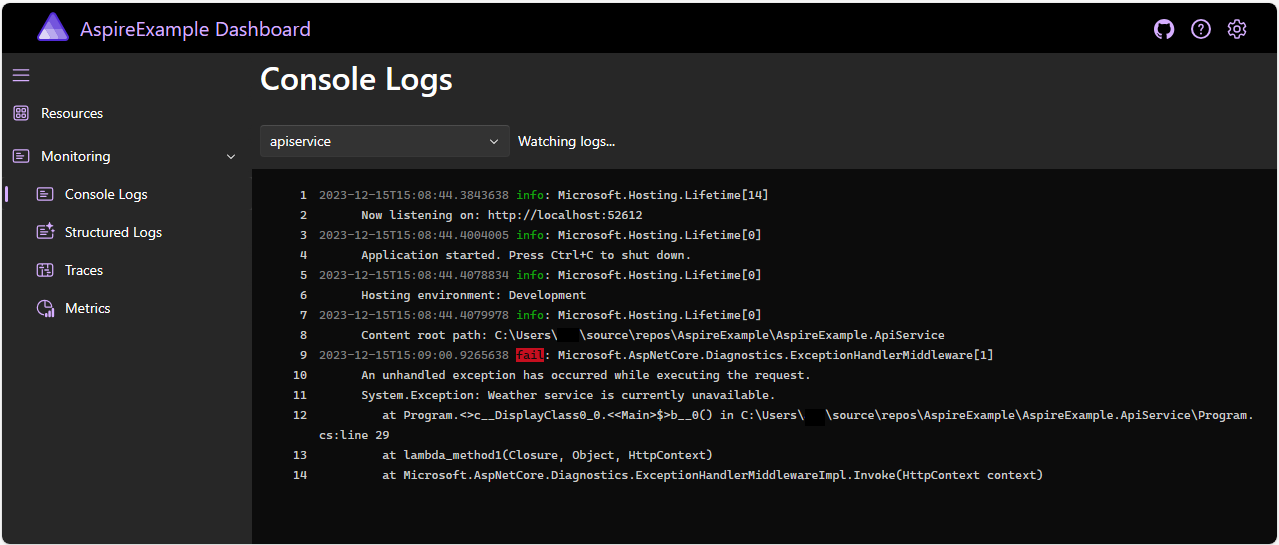 AspireExample Dashboard
Console Logs
Resources
Monitoring
Console Logs
Structured Logs
Traces
Metrics
apiservice
Watching logs...
1 2023-12-15T15:08:44.3843638 info: Microsoft.Hosting.Lifetime[14]
2 Now listening on: http://localhost:52612
3 2023-12-15T15:08:44.4004005 info: Microsoft.Hosting.Lifetime[0]
4 Application started. Press Ctrl+C to shut down.
5 2023-12-15T15:08:44.4078834 info: Microsoft.Hosting.Lifetime[0]
6 Hosting environment: Development
7 2023-12-15T15:08:44.4079978 info: Microsoft.Hosting.Lifetime[0]
8 Content root path: C:\Users\ \source\repos\AspireExample\AspireExample.ApiService
9 2023-12-15T15:09:00.9265638 fail: Microsoft.AspNetCore.Diagnostics.ExceptionHandlerMiddleware[1]
10 An unhandled exception has occurred while executing the request.
11 System.Exception: Weather service is currently unavailable.
12 at Program.<>c__DisplayClass0_0.<<Main>$>b__0() in C:\Users\ \source\repos\AspireExample\AspireExample.ApiService\Program.
cs:line 29
13 at lambda_method1(Closure, Object, HttpContext)
14 at Microsoft.AspNetCore.Diagnostics.ExceptionHandlerMiddlewareImpl.Invoke(HttpContext context)